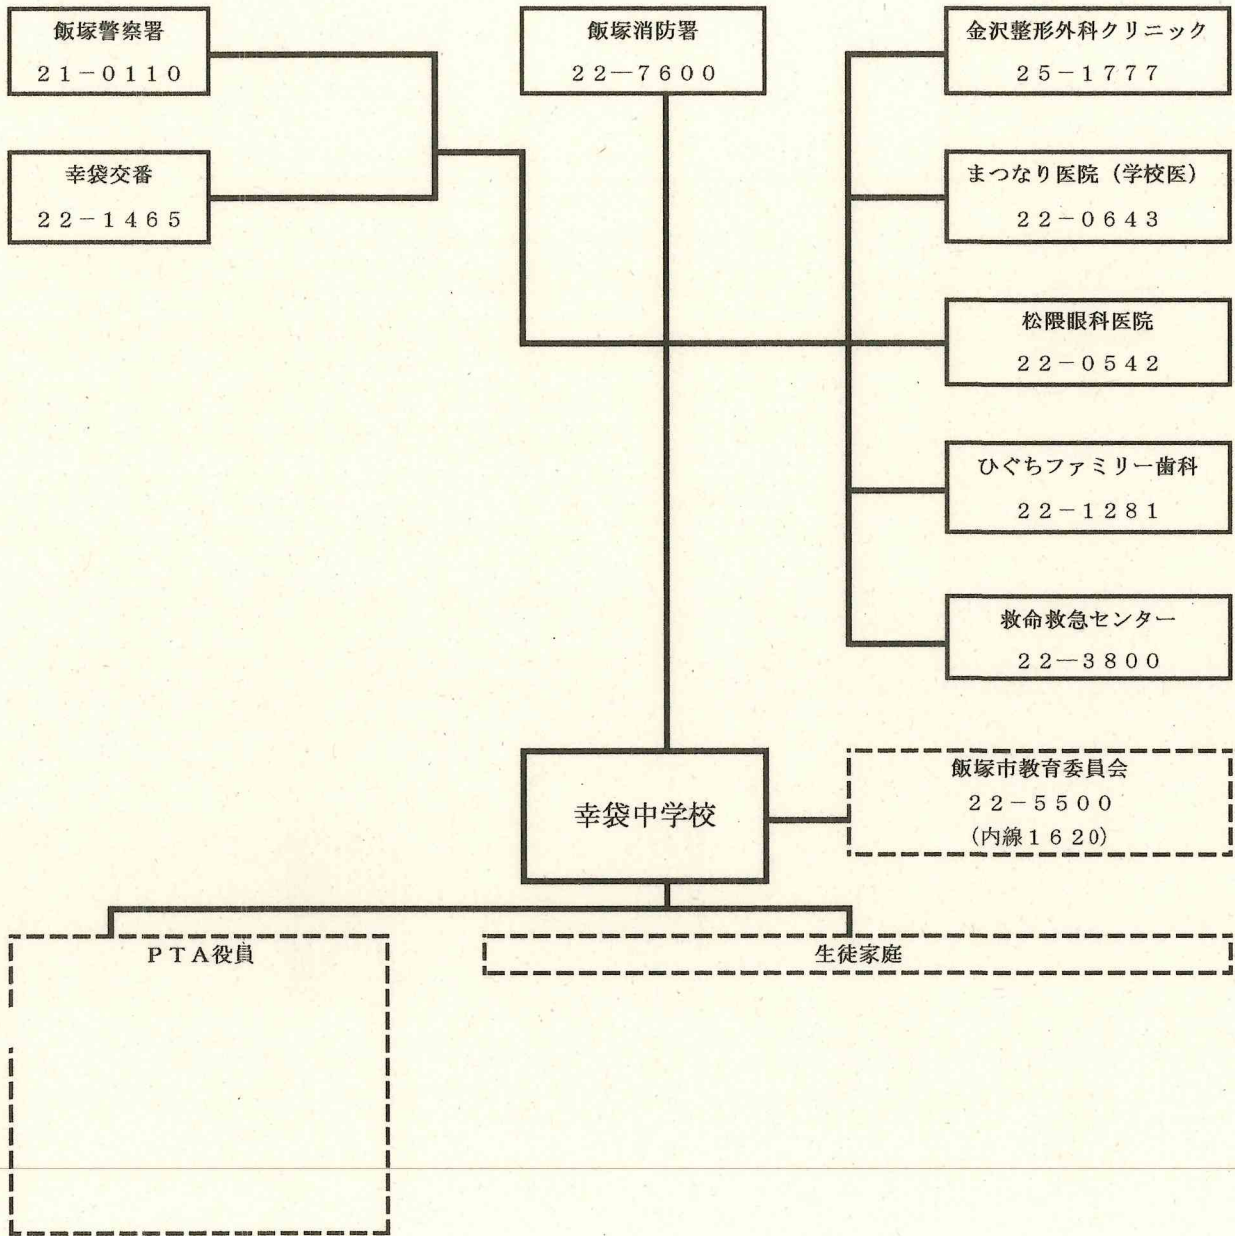 飯塚警察署
２１－０１１０
飯塚消防署
２２―７６００
金沢整形外科クリニック
２５－１７７７
幸袋交番
２２－１４６５
まつなり医院（学校医）
２２－０６４３
松隈眼科医院
２２－０５４２
ひぐちファミリー歯科
２２－１２８１
救命救急センター
２２―３８００
幸袋中学校
飯塚市教育委員会
２２－５５００
(内線１６２0)
ＰＴＡ役員
生徒家庭